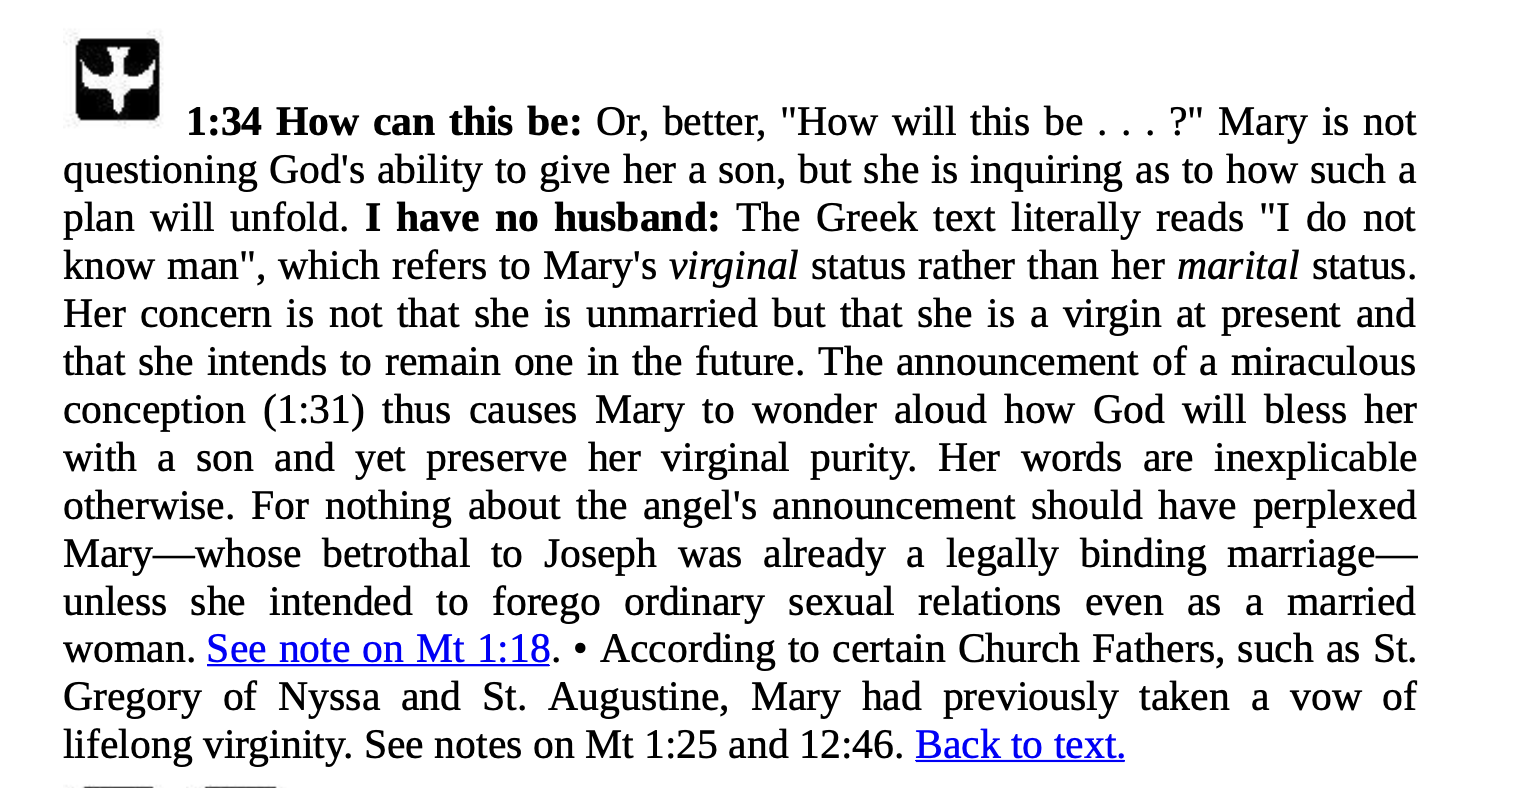 1:34 How can this be: Or, better, "How will this be . . . ?" Mary is not
questioning God's ability to give her a son, but she is inquiring as to how such a
plan will unfold. I have no husband: The Greek text literally reads "I do not
know man", which refers to Mary's virginal status rather than her marital status.
Her concern is not that she is unmarried but that she is a virgin at present and
that she intends to remain one in the future. The announcement of a miraculous
conception (1:31) thus causes Mary to wonder aloud how God will bless her
with a son and yet preserve her virginal purity. Her words are inexplicable
otherwise. For nothing about the angel's announcement should have perplexed
Mary—whose betrothal to Joseph was already a legally binding marriage—
unless she intended to forego ordinary sexual relations even as a married
woman. See note on Mt 1:18. • According to certain Church Fathers, such as St.
Gregory of Nyssa and St. Augustine, Mary had previously taken a vow of
lifelong virginity. See notes on Mt 1:25 and 12:46. Back to text.